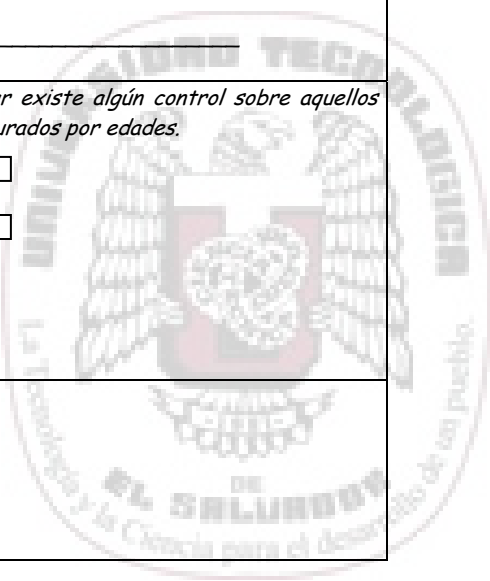 r existe algún control sobre aquellos
urados por edades.
UNIVERSIDAD TECNOLOGICA
DE
EL SALVADOR
La Tecnología y la Ciencia para el desarrollo de un pueblo.